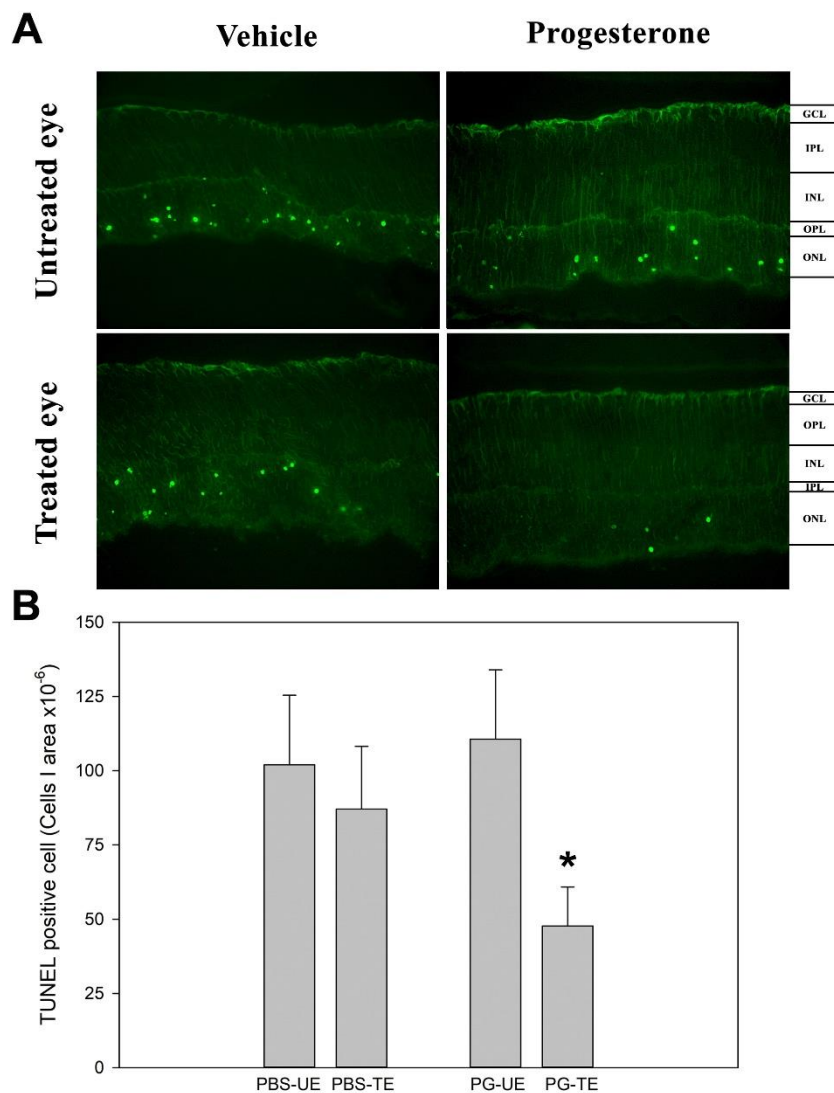 A
Vehicle
Progesterone
Untreated eye
GCL
IPL
INL
OPL
ONL
Treated eye
GCL
OPL
INL
IPL
ONL
B
TUNEL positive cell (Cells I area x10-6)
150
125
100
75
50
25
0
*
PBS-UE PBS-TE PG-UE PG-TE